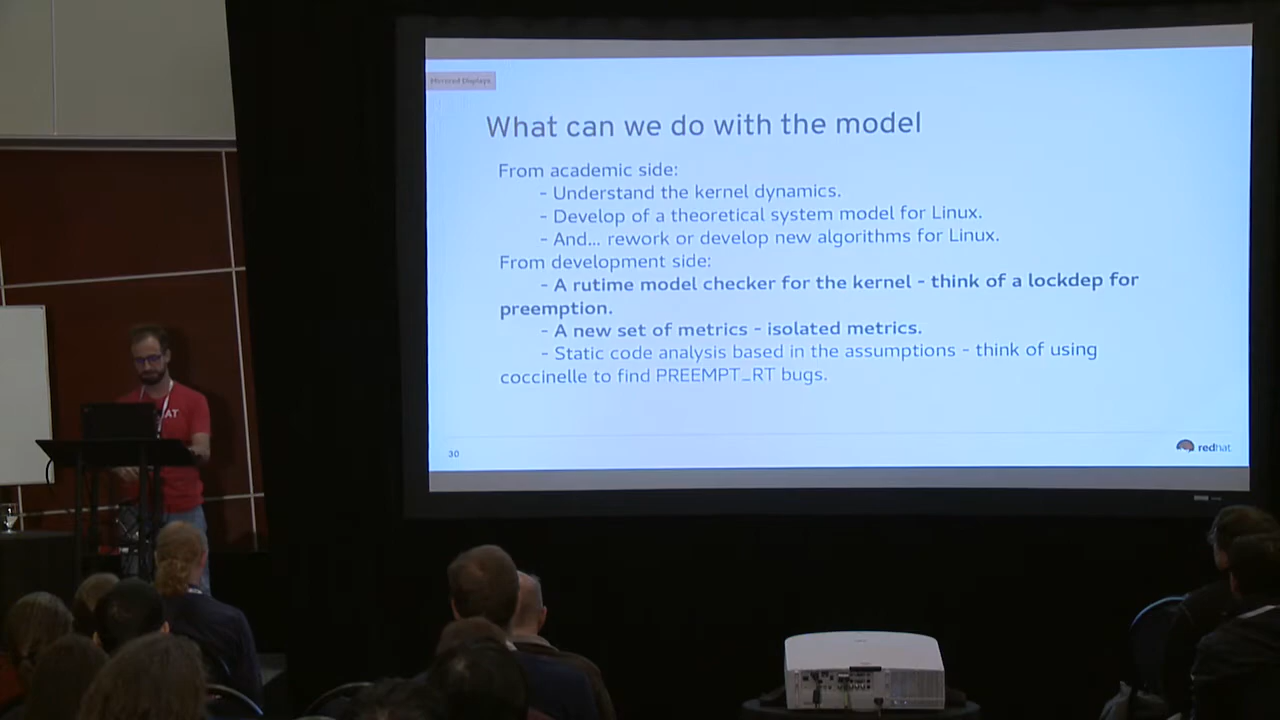 Mirrored Displays
What can we do with the model
From academic side:
- Understand the kernel dynamics.
- Develop of a theoretical system model for Linux.
- And... rework or develop new algorithms for Linux.
From development side:
- A rutime model checker for the kernel - think of a lockdep for
preemption.
- A new set of metrics - isolated metrics.
- Static code analysis based in the assumptions - think of using
coccinelle to find PREEMPT_RT bugs.
30
redhat
AT